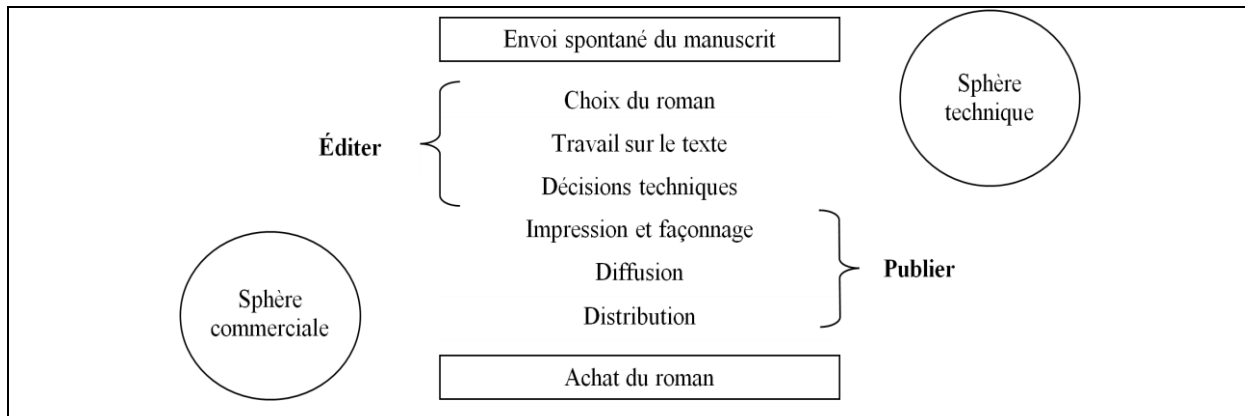 Envoi spontané du manuscrit
Sphère
technique
Choix du roman
Travail sur le texte
Décisions techniques
Éditer
Impression et façonnage
Diffusion
Distribution
Publier
Sphère
commerciale
Achat du roman